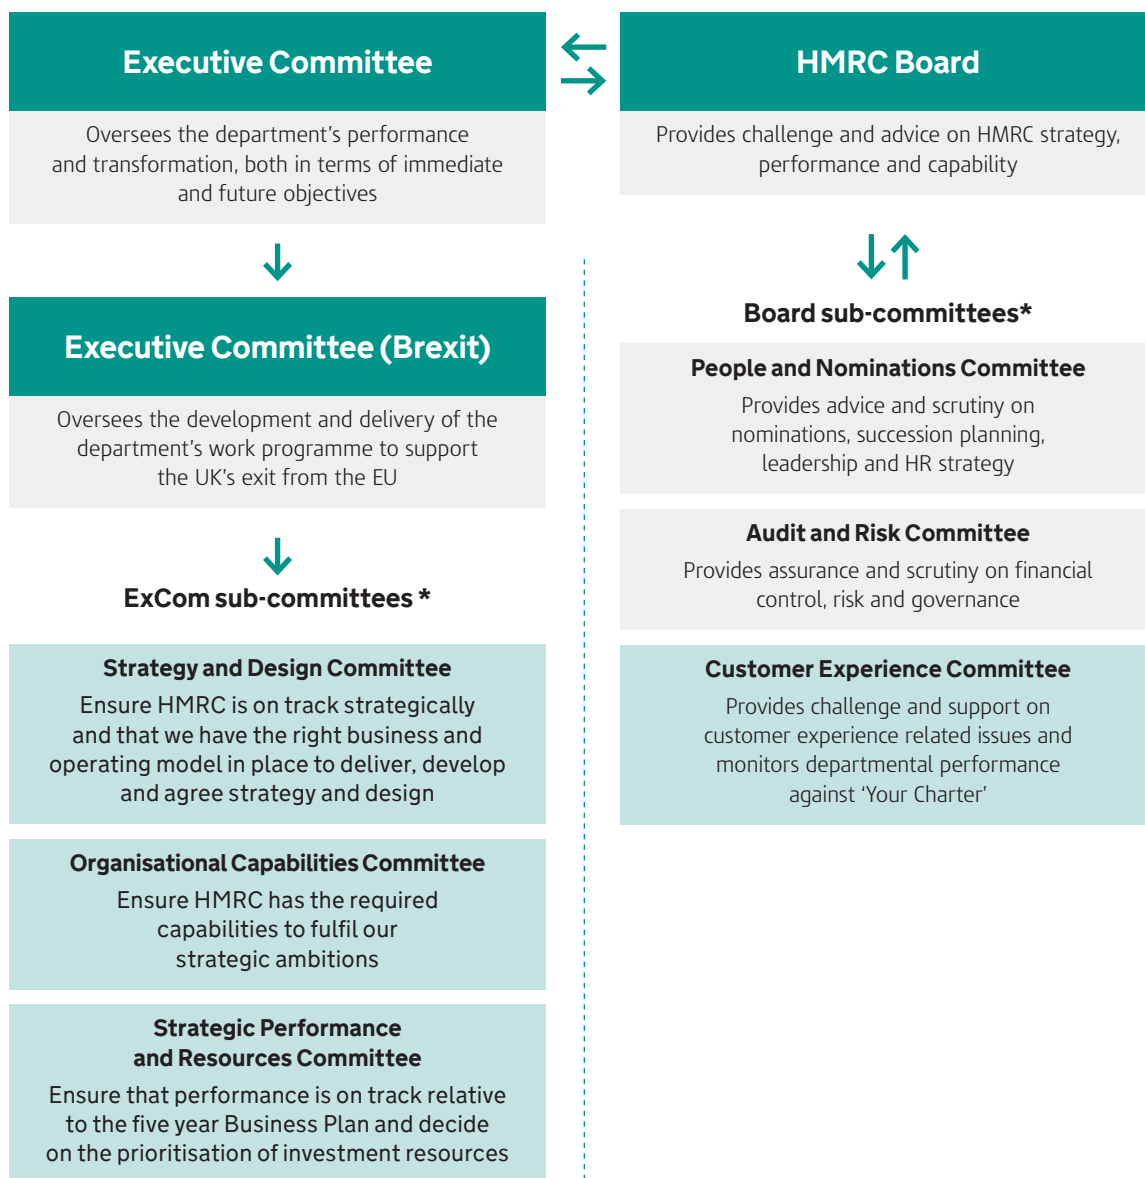 Executive Committee
Oversees the department’s performance
and transformation, both in terms of immediate
and future objectives
Executive Committee (Brexit)
Oversees the development and delivery of the
department’s work programme to support
the UK’s exit from the EU
ExCom sub-committees *
Strategy and Design Committee
Ensure HMRC is on track strategically
and that we have the right business and
operating model in place to deliver, develop
and agree strategy and design
Organisational Capabilities Committee
Ensure HMRC has the required
capabilities to fulfil our
strategic ambitions
Strategic Performance
and Resources Committee
Ensure that performance is on track relative
to the five year Business Plan and decide
on the prioritisation of investment resources
HMRC Board
Provides challenge and advice on HMRC strategy,
performance and capability
Board sub-committees*
People and Nominations Committee
Provides advice and scrutiny on
nominations, succession planning,
leadership and HR strategy
Audit and Risk Committee
Provides assurance and scrutiny on financial
control, risk and governance
Customer Experience Committee
Provides challenge and support on
customer experience related issues and
monitors departmental performance
against ‘Your Charter’